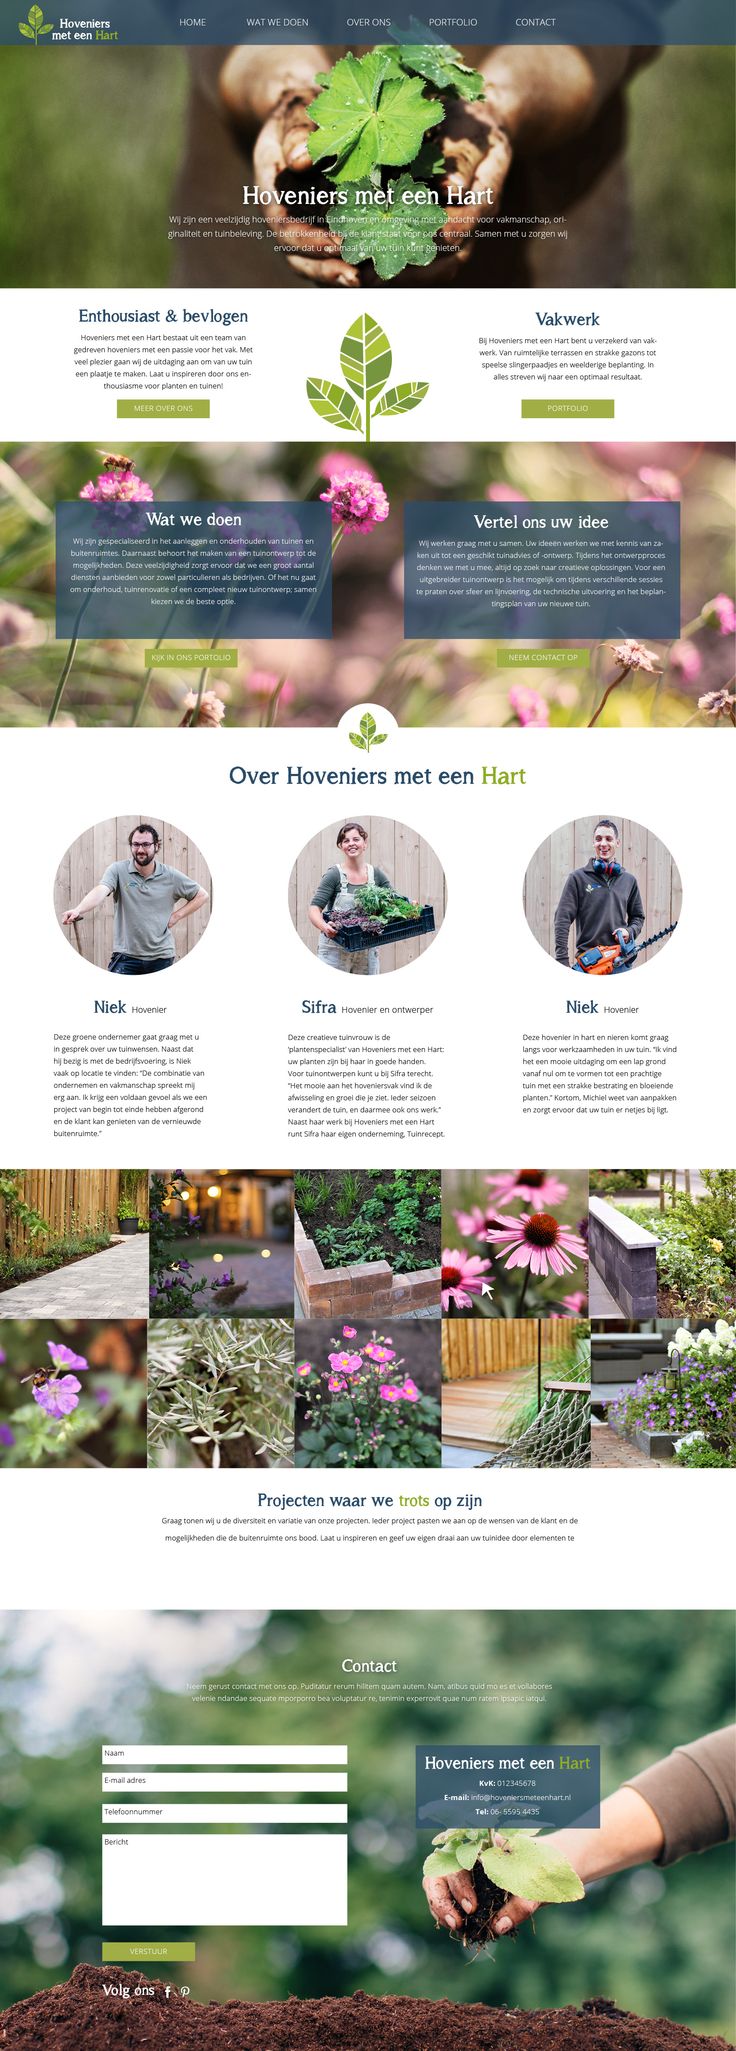 Hoveniers
met een Hart
HOME
WAT WE DOEN
OVER ONS
PORTFOLIO
CONTACT
Hoveniers met een Hart
Wij zijn een veelzijdig hoveniersbedrijf in Eindhoven en omgeving met aandacht voor vakmanschap, ori-
ginaliteit en tuinbeleving. De betrokkenheid bij de klant staat voor ons centraal. Samen met u zorgen wij
ervoor dat u optimaal van uw tuin kunt genieten.
Enthousiast & bevlogen
Hoveniers met een Hart bestaat uit een team van
gedreven hoveniers met een passie voor het vak. Met
veel plezier gaan wij de uitdaging aan om van uw tuin
een plaatje te maken. Laat u inspireren door ons en-
thousiasme voor planten en tuinen!
MEER OVER ONS
Vakwerk
Bij Hoveniers met een Hart bent u verzekerd van vak-
werk. Van ruimtelijke terrassen en strakke gazons tot
speelse slingerpaadjes en weelderige beplanting. In
alles streven wij naar een optimaal resultaat.
PORTFOLIO
Wat we doen
Wij zijn gespecialiseerd in het aanleggen en onderhouden van tuinen en
buitenruimtes. Daarnaast behoort het maken van een tuinontwerp tot de
mogelijkheden. Deze veelzijdigheid zorgt ervoor dat we een groot aantal
diensten aanbieden voor zowel particulieren als bedrijven. Of het nu gaat
om onderhoud, tuinrenovatie of een compleet nieuw tuinontwerp; samen
kiezen we de beste optie.
KIJK IN ONS PORTOLIO
Vertel ons uw idee
Wij werken graag met u samen. Uw ideeën werken we met kennis van za-
ken uit tot een geschikt tuinadvies of -ontwerp. Tijdens het ontwerpproces
denken we met u mee, altijd op zoek naar creatieve oplossingen. Voor een
uitgebreider tuinontwerp is het mogelijk om tijdens verschillende sessies
te praten over sfeer en lijnvoering, de technische uitvoering en het beplan-
tingsplan van uw nieuwe tuin.
NEEM CONTACT OP
Over Hoveniers met een Hart
Niek Hovenier
Deze groene ondernemer gaat graag met u
in gesprek over uw tuinwensen. Naast dat
hij bezig is met de bedrijfsvoering, is Niek
vaak op locatie te vinden: “De combinatie van
ondernemen en vakmanschap spreekt mij
erg aan. Ik krijg een voldaan gevoel als we een
project van begin tot einde hebben afgerond
en de klant kan genieten van de vernieuwde
buitenruimte.”
Sifra Hovenier en ontwerper
Deze creatieve tuinvrouw is de
‘plantenspecialist’ van Hoveniers met een Hart:
uw planten zijn bij haar in goede handen.
Voor tuinontwerpen kunt u bij Sifra terecht.
“Het mooie aan het hoveniersvak vind ik de
afwisseling en groei die je ziet. Ieder seizoen
verandert de tuin, en daarmee ook ons werk.”
Naast haar werk bij Hoveniers met een Hart
runt Sifra haar eigen onderneming, Tuinrecept.
Niek Hovenier
Deze hovenier in hart en nieren komt graag
langs voor werkzaamheden in uw tuin. “Ik vind
het een mooie uitdaging om een lap grond
vanaf nul om te vormen tot een prachtige
tuin met een strakke bestrating en bloeiende
planten.” Kortom, Michiel weet van aanpakken
en zorgt ervoor dat uw tuin er netjes bij ligt.
Projecten waar we trots op zijn
Graag tonen wij u de diversiteit en variatie van onze projecten. Ieder project pasten we aan op de wensen van de klant en de
mogelijkheden die de buitenruimte ons bood. Laat u inspireren en geef uw eigen draai aan uw tuinidee door elementen te
Contact
Neem gerust contact met ons op. Puditatur rerum hilitem quam autem. Nam, atibus quid mo es et vollabores
velenie ndandae sequate mporporro bea voluptatur re, tenimin experrovit quae num ratem ipsapic iatqui.
Naam
E-mail adres
Telefoonnummer
Bericht
VERSTUUR
Volg ons
Hoveniers met een Hart
KvK: 012345678
E-mail: info@hoveniersmeteenhart.nl
Tel: 06- 5595 4435